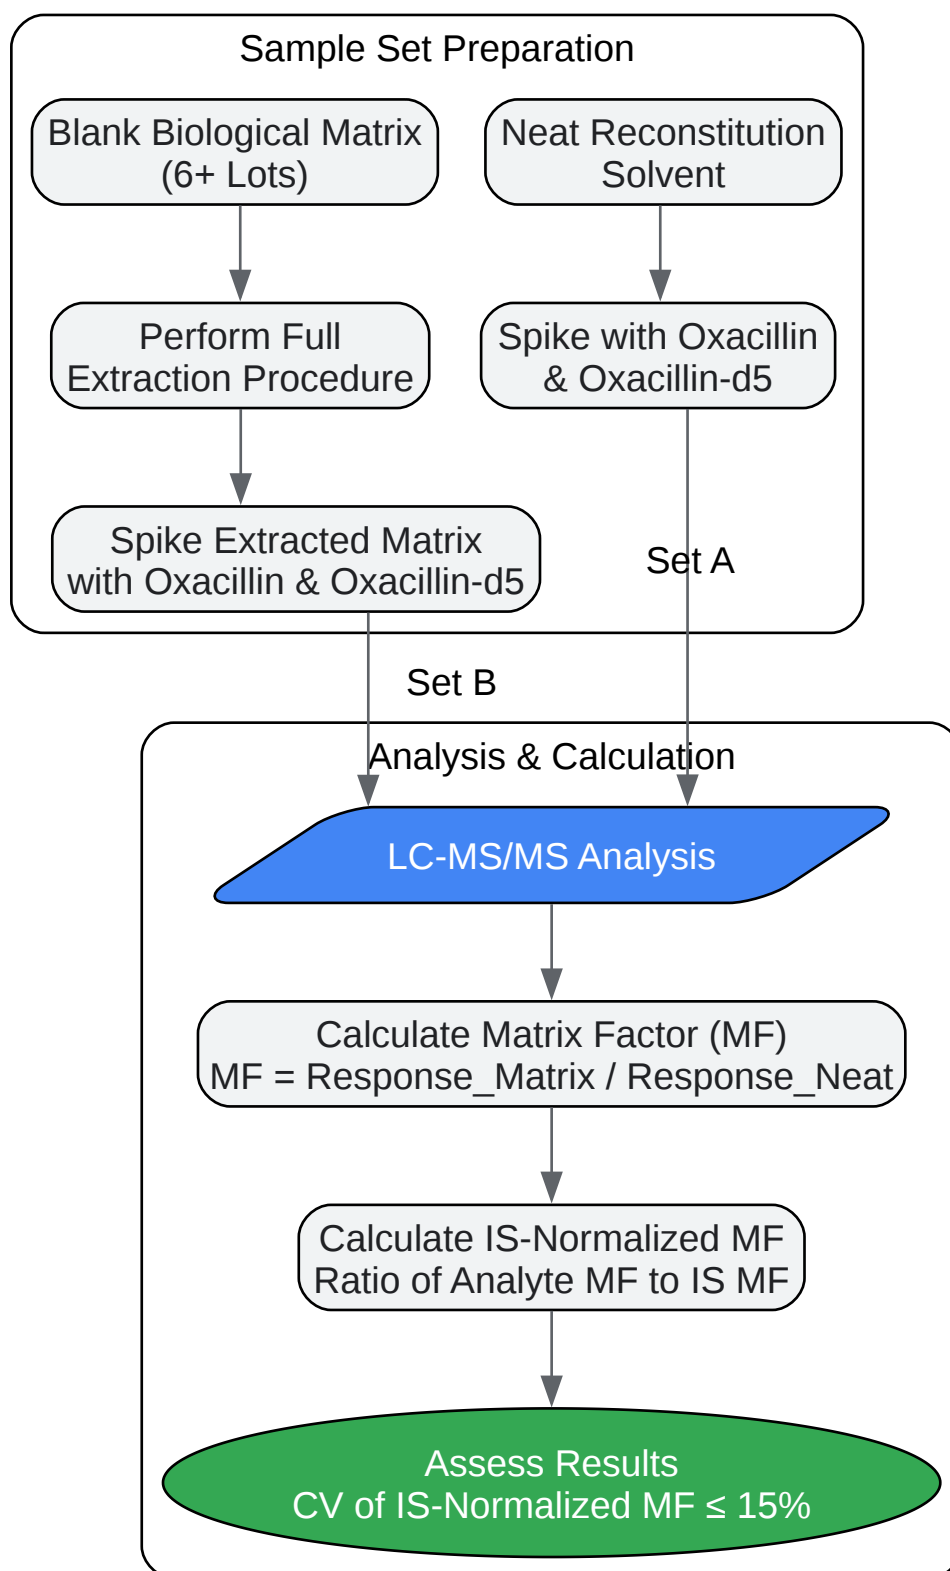 Sample Set Preparation
Blank Biological Matrix
(6+ Lots)
Neat Reconstitution
Solvent
Perform Full
Extraction Procedure
Spike with Oxacillin
& Oxacillin-d5
Spike Extracted Matrix
with Oxacillin & Oxacillin-d5
Set A
Set B
Analysis & Calculation
LC-MS/MS Analysis
Calculate Matrix Factor (MF)
MF = Response_Matrix / Response_Neat
Calculate IS-Normalized MF
Ratio of Analyte MF to IS MF
Assess Results
CV of IS-Normalized MF ≤ 15%